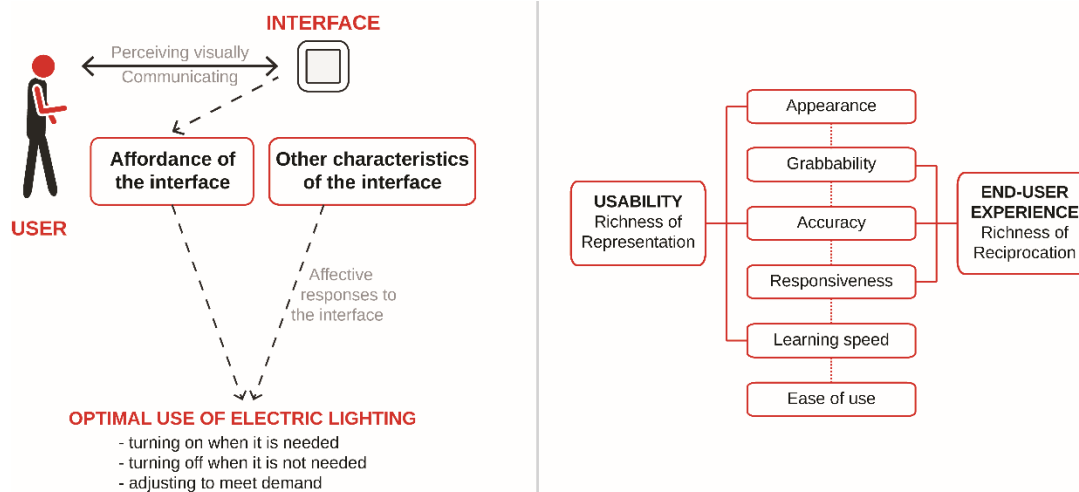 INTERFACE
Perceiving visually
Communicating
USER
Affordance of
the interface
Other characteristics
of the interface
Affective
responses to
the interface
OPTIMAL USE OF ELECTRIC LIGHTING
- turning on when it is needed
- turning off when it is not needed
- adjusting to meet demand
USABILITY
Richness of
Representation
Appearance
Grabbability
Accuracy
Responsiveness
Learning speed
Ease of use
END-USER
EXPERIENCE
Richness of
Reciprocation